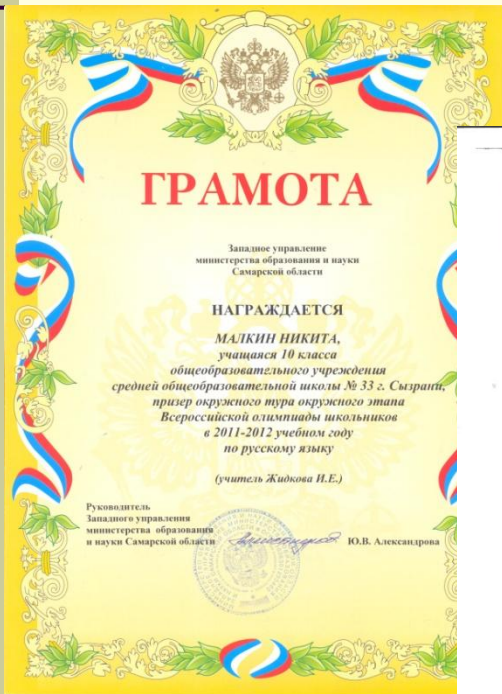 ГРАМОТА
Западное управление
министерства образования и науки
Самарской области
НАГРАЖДАЕТСЯ
МАЛКИН НИКИТА,
учащаяся 10 класса
общеобразовательного учреждения
средней общеобразовательной школы № 33 г. Сызрани,
призер окружного тура окружного этапа
Всероссийской олимпиады школьников
в 2011-2012 учебном году
по русскому языку
(учитель Жидкова И.Е.)
Руководитель
Западного управления
министерства образования
и науки Самарской области
Ю.В. Александрова